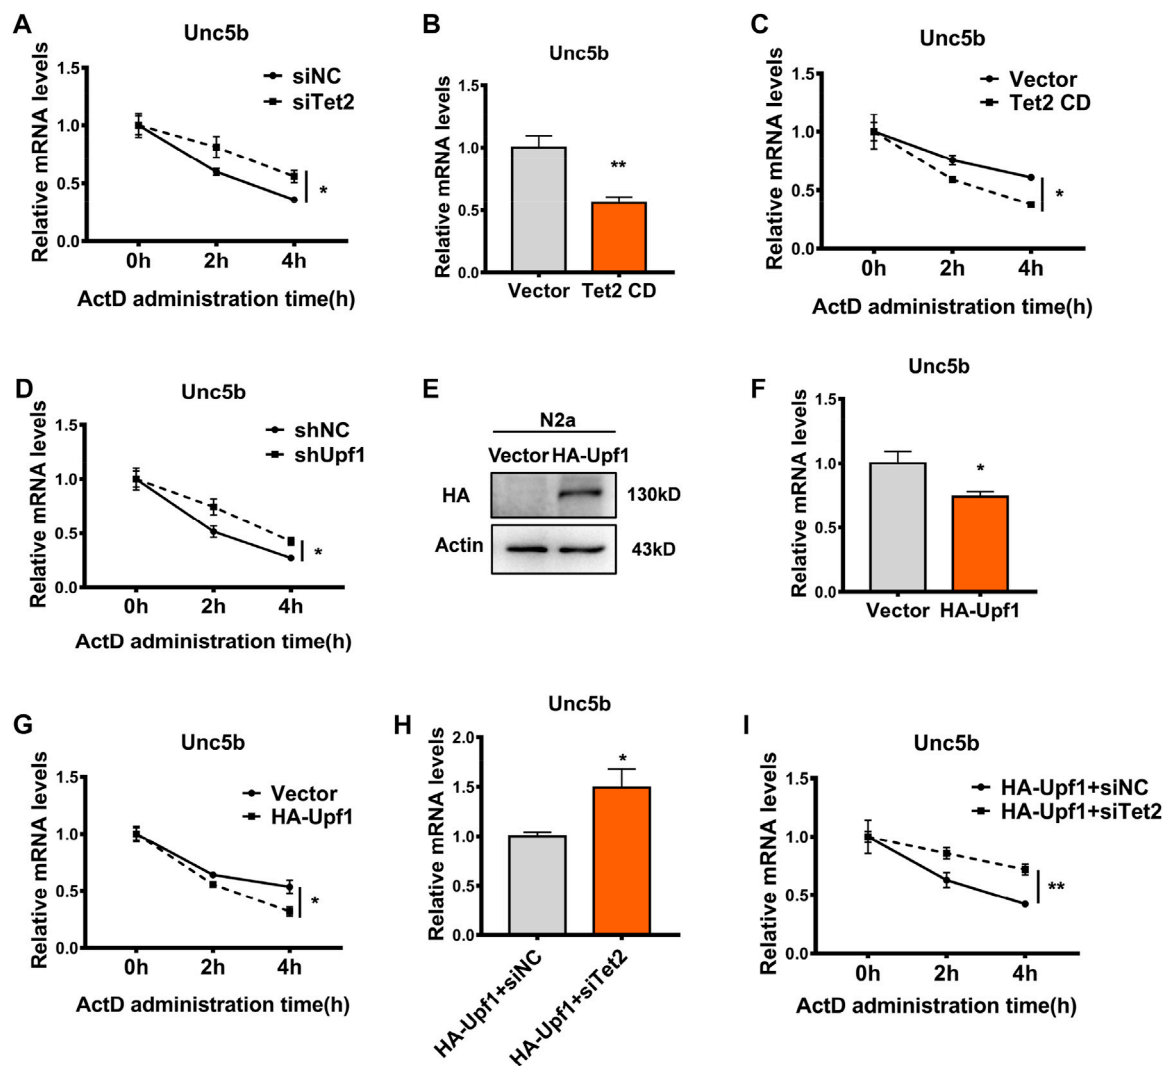 A
Unc5b
Relative mRNA levels
1.5
1.0
0.5
0.0
siNC
siTet2
*
0h 2h 4h
ActD administration time(h)
B
Unc5b
Relative mRNA levels
1.5
1.0
0.5
0.0
**
Vector Tet2 CD
C
Unc5b
Relative mRNA levels
1.5
1.0
0.5
0.0
Vector
Tet2 CD
*
0h 2h 4h
ActD administration time(h)
D
Unc5b
Relative mRNA levels
1.5
1.0
0.5
0.0
shNC
shUpf1
*
0h 2h 4h
ActD administration time(h)
E
N2a
Vector HA-Upf1
HA 130kD
Actin 43kD
F
Unc5b
Relative mRNA levels
1.5
1.0
0.5
0.0
*
Vector HA-Upf1
G
Unc5b
Relative mRNA levels
1.5
1.0
0.5
0.0
Vector
HA-Upf1
*
0h 2h 4h
ActD administration time(h)
H
Unc5b
Relative mRNA levels
2.0
1.5
1.0
0.5
0.0
*
HA-Upf1+siNC
HA-Upf1+siTet2
I
Unc5b
Relative mRNA levels
1.5
1.0
0.5
0.0
HA-Upf1+siNC
HA-Upf1+siTet2
**
0h 2h 4h
ActD administration time(h)